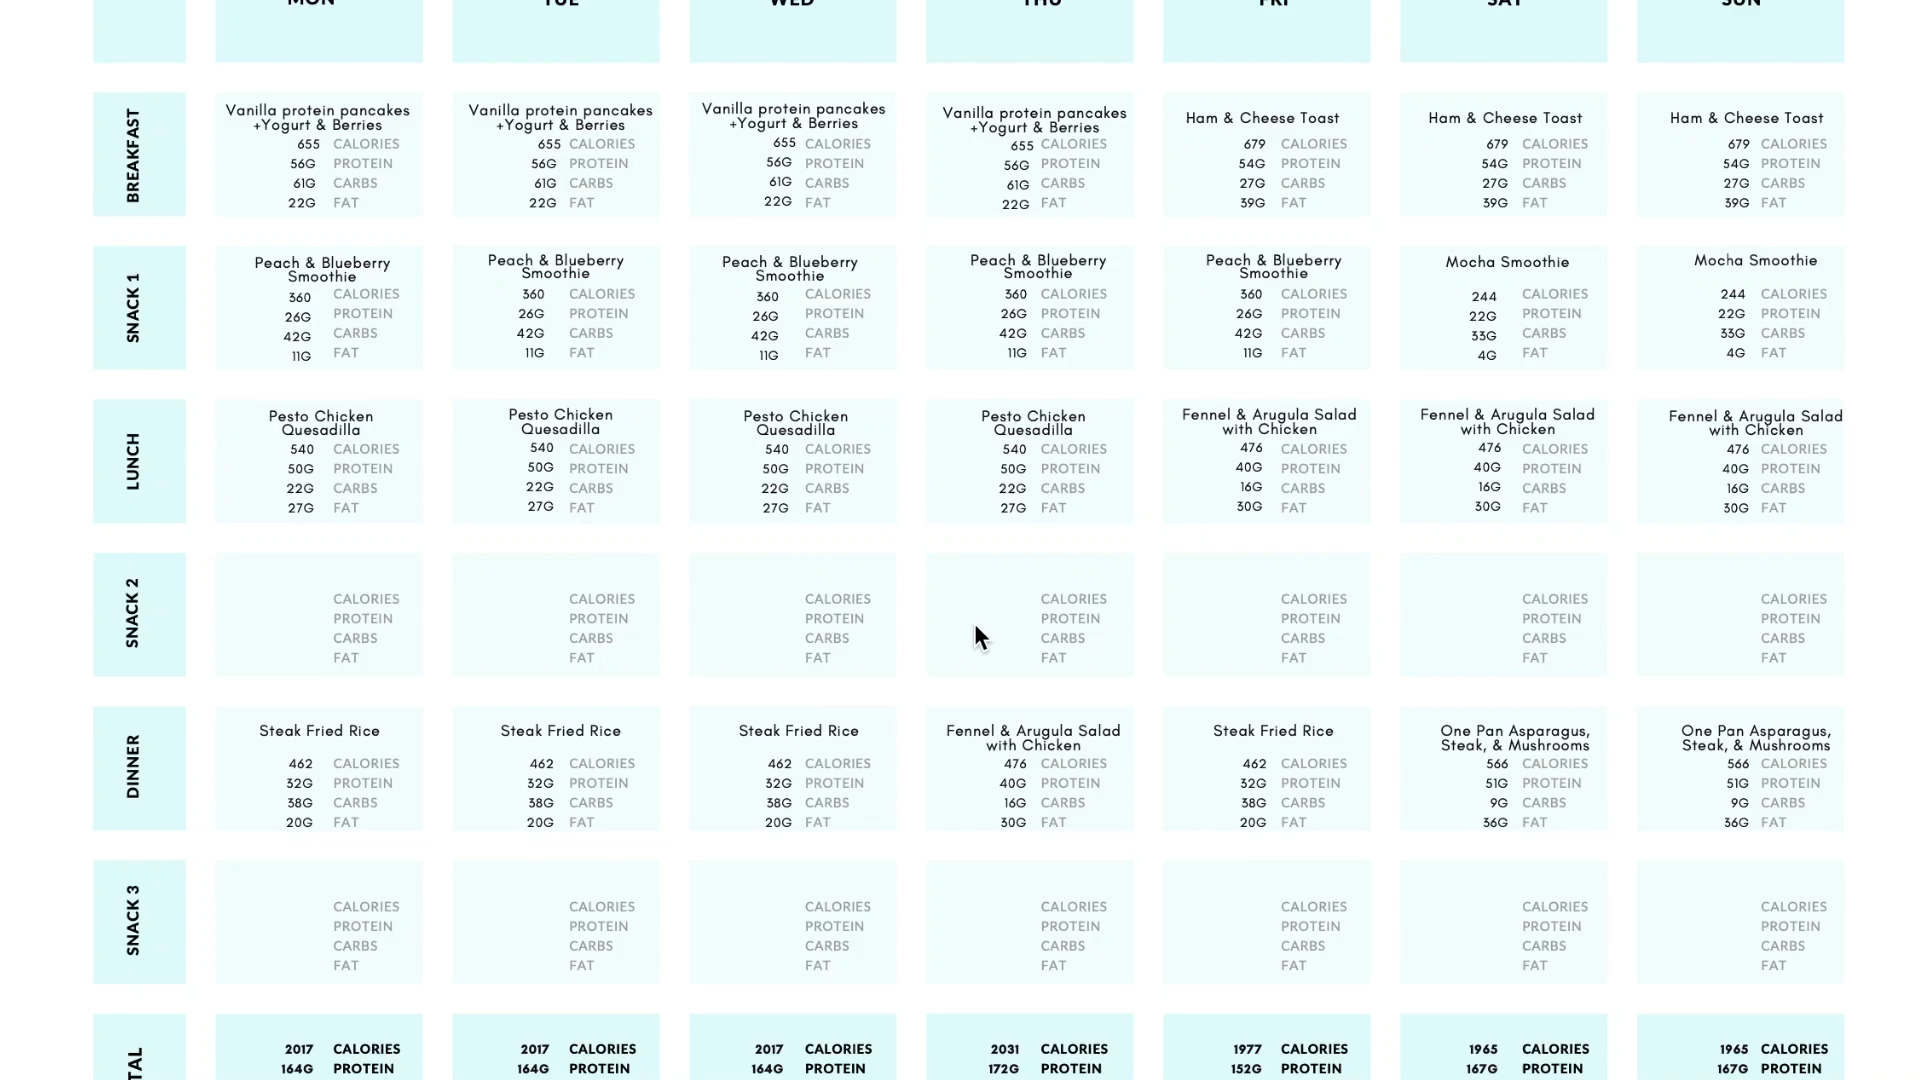 MON TUE WED THU FRI SAT SUN
BREAKFAST
Vanilla protein pancakes
+Yogurt & Berries
655 CALORIES
56G PROTEIN
61G CARBS
22G FAT
Vanilla protein pancakes
+Yogurt & Berries
655 CALORIES
56G PROTEIN
61G CARBS
22G FAT
Vanilla protein pancakes
+Yogurt & Berries
655 CALORIES
56G PROTEIN
61G CARBS
22G FAT
Vanilla protein pancakes
+Yogurt & Berries
655 CALORIES
56G PROTEIN
61G CARBS
22G FAT
Ham & Cheese Toast
679 CALORIES
54G PROTEIN
27G CARBS
39G FAT
Ham & Cheese Toast
679 CALORIES
54G PROTEIN
27G CARBS
39G FAT
Ham & Cheese Toast
679 CALORIES
54G PROTEIN
27G CARBS
39G FAT
SNACK 1
Peach & Blueberry
Smoothie
360 CALORIES
26G PROTEIN
42G CARBS
11G FAT
Peach & Blueberry
Smoothie
360 CALORIES
26G PROTEIN
42G CARBS
11G FAT
Peach & Blueberry
Smoothie
360 CALORIES
26G PROTEIN
42G CARBS
11G FAT
Peach & Blueberry
Smoothie
360 CALORIES
26G PROTEIN
42G CARBS
11G FAT
Peach & Blueberry
Smoothie
360 CALORIES
26G PROTEIN
42G CARBS
11G FAT
Mocha Smoothie
244 CALORIES
22G PROTEIN
33G CARBS
4G FAT
Mocha Smoothie
244 CALORIES
22G PROTEIN
33G CARBS
4G FAT
LUNCH
Pesto Chicken
Quesadilla
540 CALORIES
50G PROTEIN
22G CARBS
27G FAT
Pesto Chicken
Quesadilla
540 CALORIES
50G PROTEIN
22G CARBS
27G FAT
Pesto Chicken
Quesadilla
540 CALORIES
50G PROTEIN
22G CARBS
27G FAT
Pesto Chicken
Quesadilla
540 CALORIES
50G PROTEIN
22G CARBS
27G FAT
Fennel & Arugula Salad
with Chicken
476 CALORIES
40G PROTEIN
16G CARBS
30G FAT
Fennel & Arugula Salad
with Chicken
476 CALORIES
40G PROTEIN
16G CARBS
30G FAT
Fennel & Arugula Salad
with Chicken
476 CALORIES
40G PROTEIN
16G CARBS
30G FAT
SNACK 2
CALORIES
PROTEIN
CARBS
FAT
CALORIES
PROTEIN
CARBS
FAT
CALORIES
PROTEIN
CARBS
FAT
CALORIES
PROTEIN
CARBS
FAT
CALORIES
PROTEIN
CARBS
FAT
CALORIES
PROTEIN
CARBS
FAT
CALORIES
PROTEIN
CARBS
FAT
DINNER
Steak Fried Rice
462 CALORIES
32G PROTEIN
38G CARBS
20G FAT
Steak Fried Rice
462 CALORIES
32G PROTEIN
38G CARBS
20G FAT
Steak Fried Rice
462 CALORIES
32G PROTEIN
38G CARBS
20G FAT
Fennel & Arugula Salad
with Chicken
476 CALORIES
40G PROTEIN
16G CARBS
30G FAT
Steak Fried Rice
462 CALORIES
32G PROTEIN
38G CARBS
20G FAT
One Pan Asparagus,
Steak, & Mushrooms
566 CALORIES
51G PROTEIN
9G CARBS
36G FAT
One Pan Asparagus,
Steak, & Mushrooms
566 CALORIES
51G PROTEIN
9G CARBS
36G FAT
SNACK 3
CALORIES
PROTEIN
CARBS
FAT
CALORIES
PROTEIN
CARBS
FAT
CALORIES
PROTEIN
CARBS
FAT
CALORIES
PROTEIN
CARBS
FAT
CALORIES
PROTEIN
CARBS
FAT
CALORIES
PROTEIN
CARBS
FAT
CALORIES
PROTEIN
CARBS
FAT
TAL
2017 CALORIES
164G PROTEIN
2017 CALORIES
164G PROTEIN
2017 CALORIES
164G PROTEIN
2031 CALORIES
172G PROTEIN
1977 CALORIES
152G PROTEIN
1965 CALORIES
167G PROTEIN
1965 CALORIES
167G PROTEIN